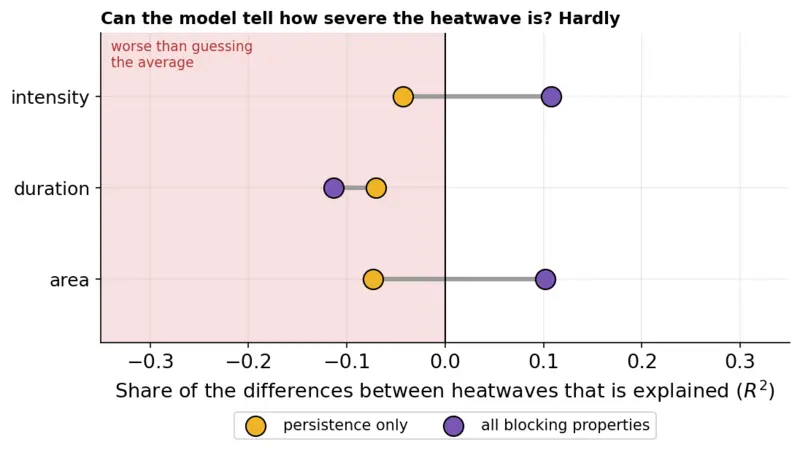 Can the model tell how severe the heatwave is? Hardly
worse than guessing
the average
intensity
duration
area
−0.3 −0.2 −0.1 0.0 0.1 0.2 0.3
Share of the differences between heatwaves that is explained (R²)
persistence only all blocking properties